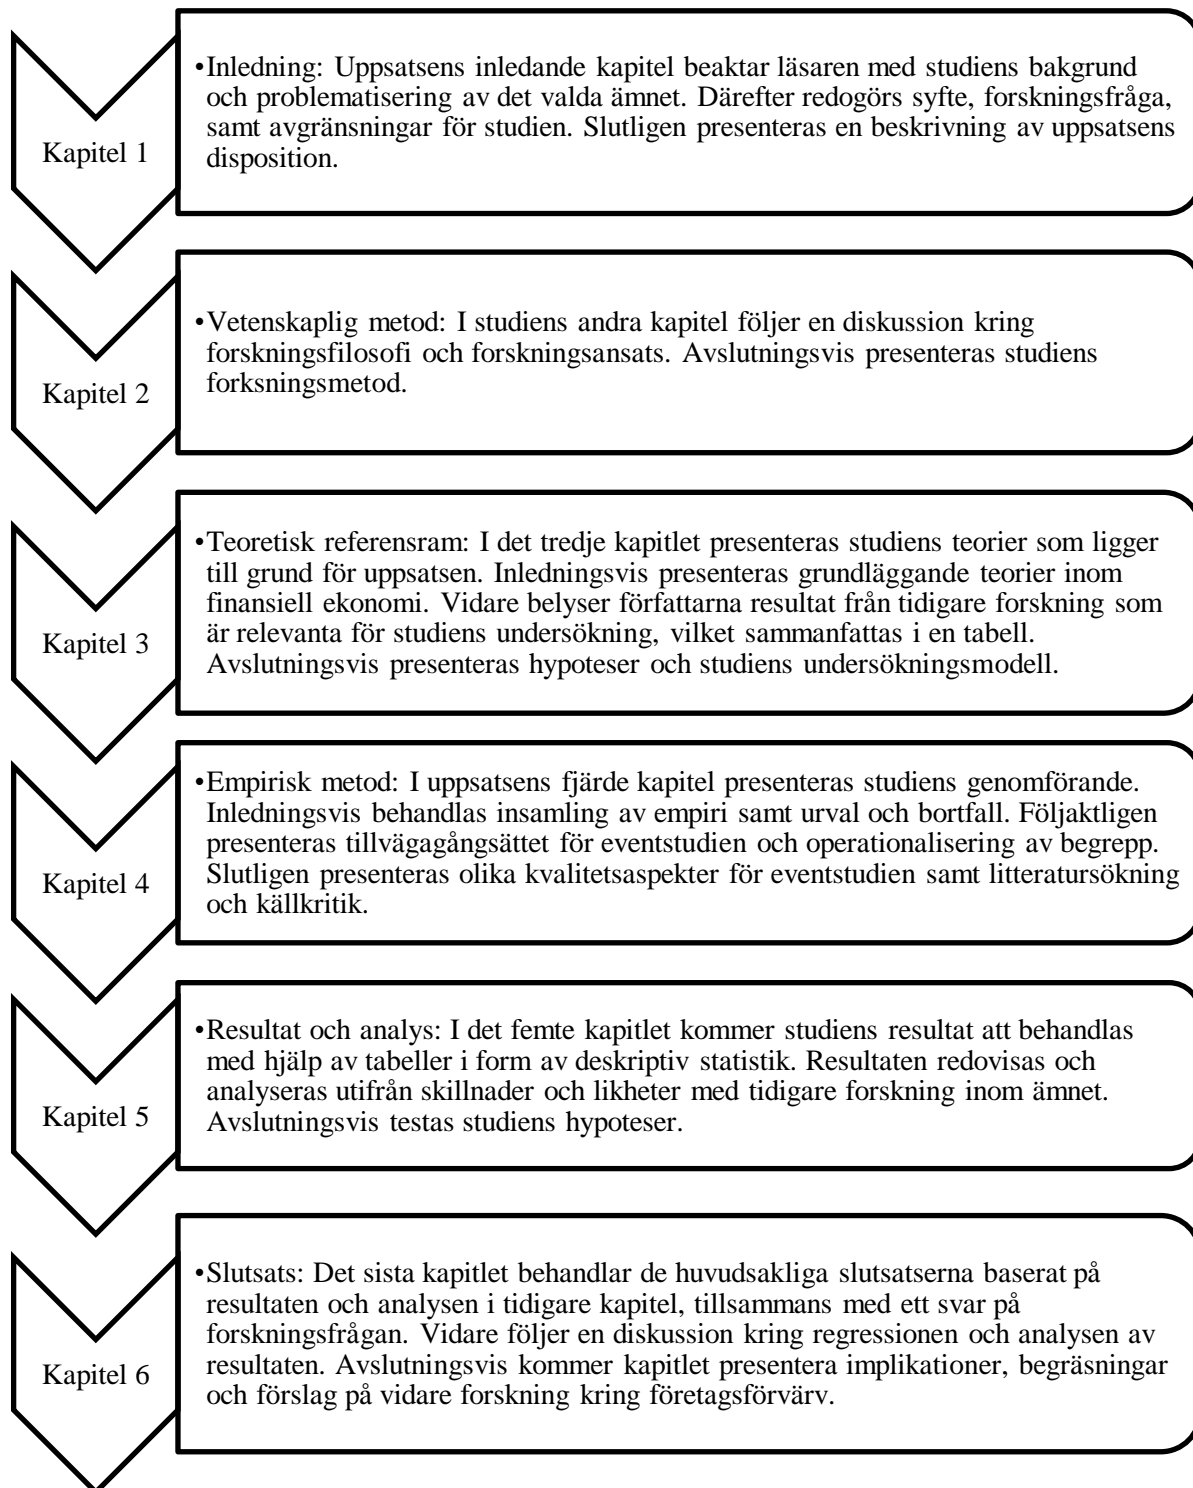 Kapitel 1
•Inledning: Uppsatsens inledande kapitel beaktar läsaren med studiens bakgrund
och problematisering av det valda ämnet. Därefter redogörs syfte, forskningsfråga,
samt avgränsningar för studien. Slutligen presenteras en beskrivning av uppsatsens
disposition.
Kapitel 2
•Vetenskaplig metod: I studiens andra kapitel följer en diskussion kring
forskningsfilosofi och forskningsansats. Avslutningsvis presenteras studiens
forksningsmetod.
Kapitel 3
•Teoretisk referensram: I det tredje kapitlet presenteras studiens teorier som ligger
till grund för uppsatsen. Inledningsvis presenteras grundläggande teorier inom
finansiell ekonomi. Vidare belyser författarna resultat från tidigare forskning som
är relevanta för studiens undersökning, vilket sammanfattas i en tabell.
Avslutningsvis presenteras hypoteser och studiens undersökningsmodell.
Kapitel 4
•Empirisk metod: I uppsatsens fjärde kapitel presenteras studiens genomförande.
Inledningsvis behandlas insamling av empiri samt urval och bortfall. Följaktligen
presenteras tillvägagångsättet för eventstudien och operationalisering av begrepp.
Slutligen presenteras olika kvalitetsaspekter för eventstudien samt litteratursökning
och källkritik.
Kapitel 5
•Resultat och analys: I det femte kapitlet kommer studiens resultat att behandlas
med hjälp av tabeller i form av deskriptiv statistik. Resultaten redovisas och
analyseras utifrån skillnader och likheter med tidigare forskning inom ämnet.
Avslutningsvis testas studiens hypoteser.
Kapitel 6
•Slutsats: Det sista kapitlet behandlar de huvudsakliga slutsatserna baserat på
resultaten och analysen i tidigare kapitel, tillsammans med ett svar på
forskningsfrågan. Vidare följer en diskussion kring regressionen och analysen av
resultaten. Avslutningsvis kommer kapitlet presentera implikationer, begräsningar
och förslag på vidare forskning kring företagsförvärv.